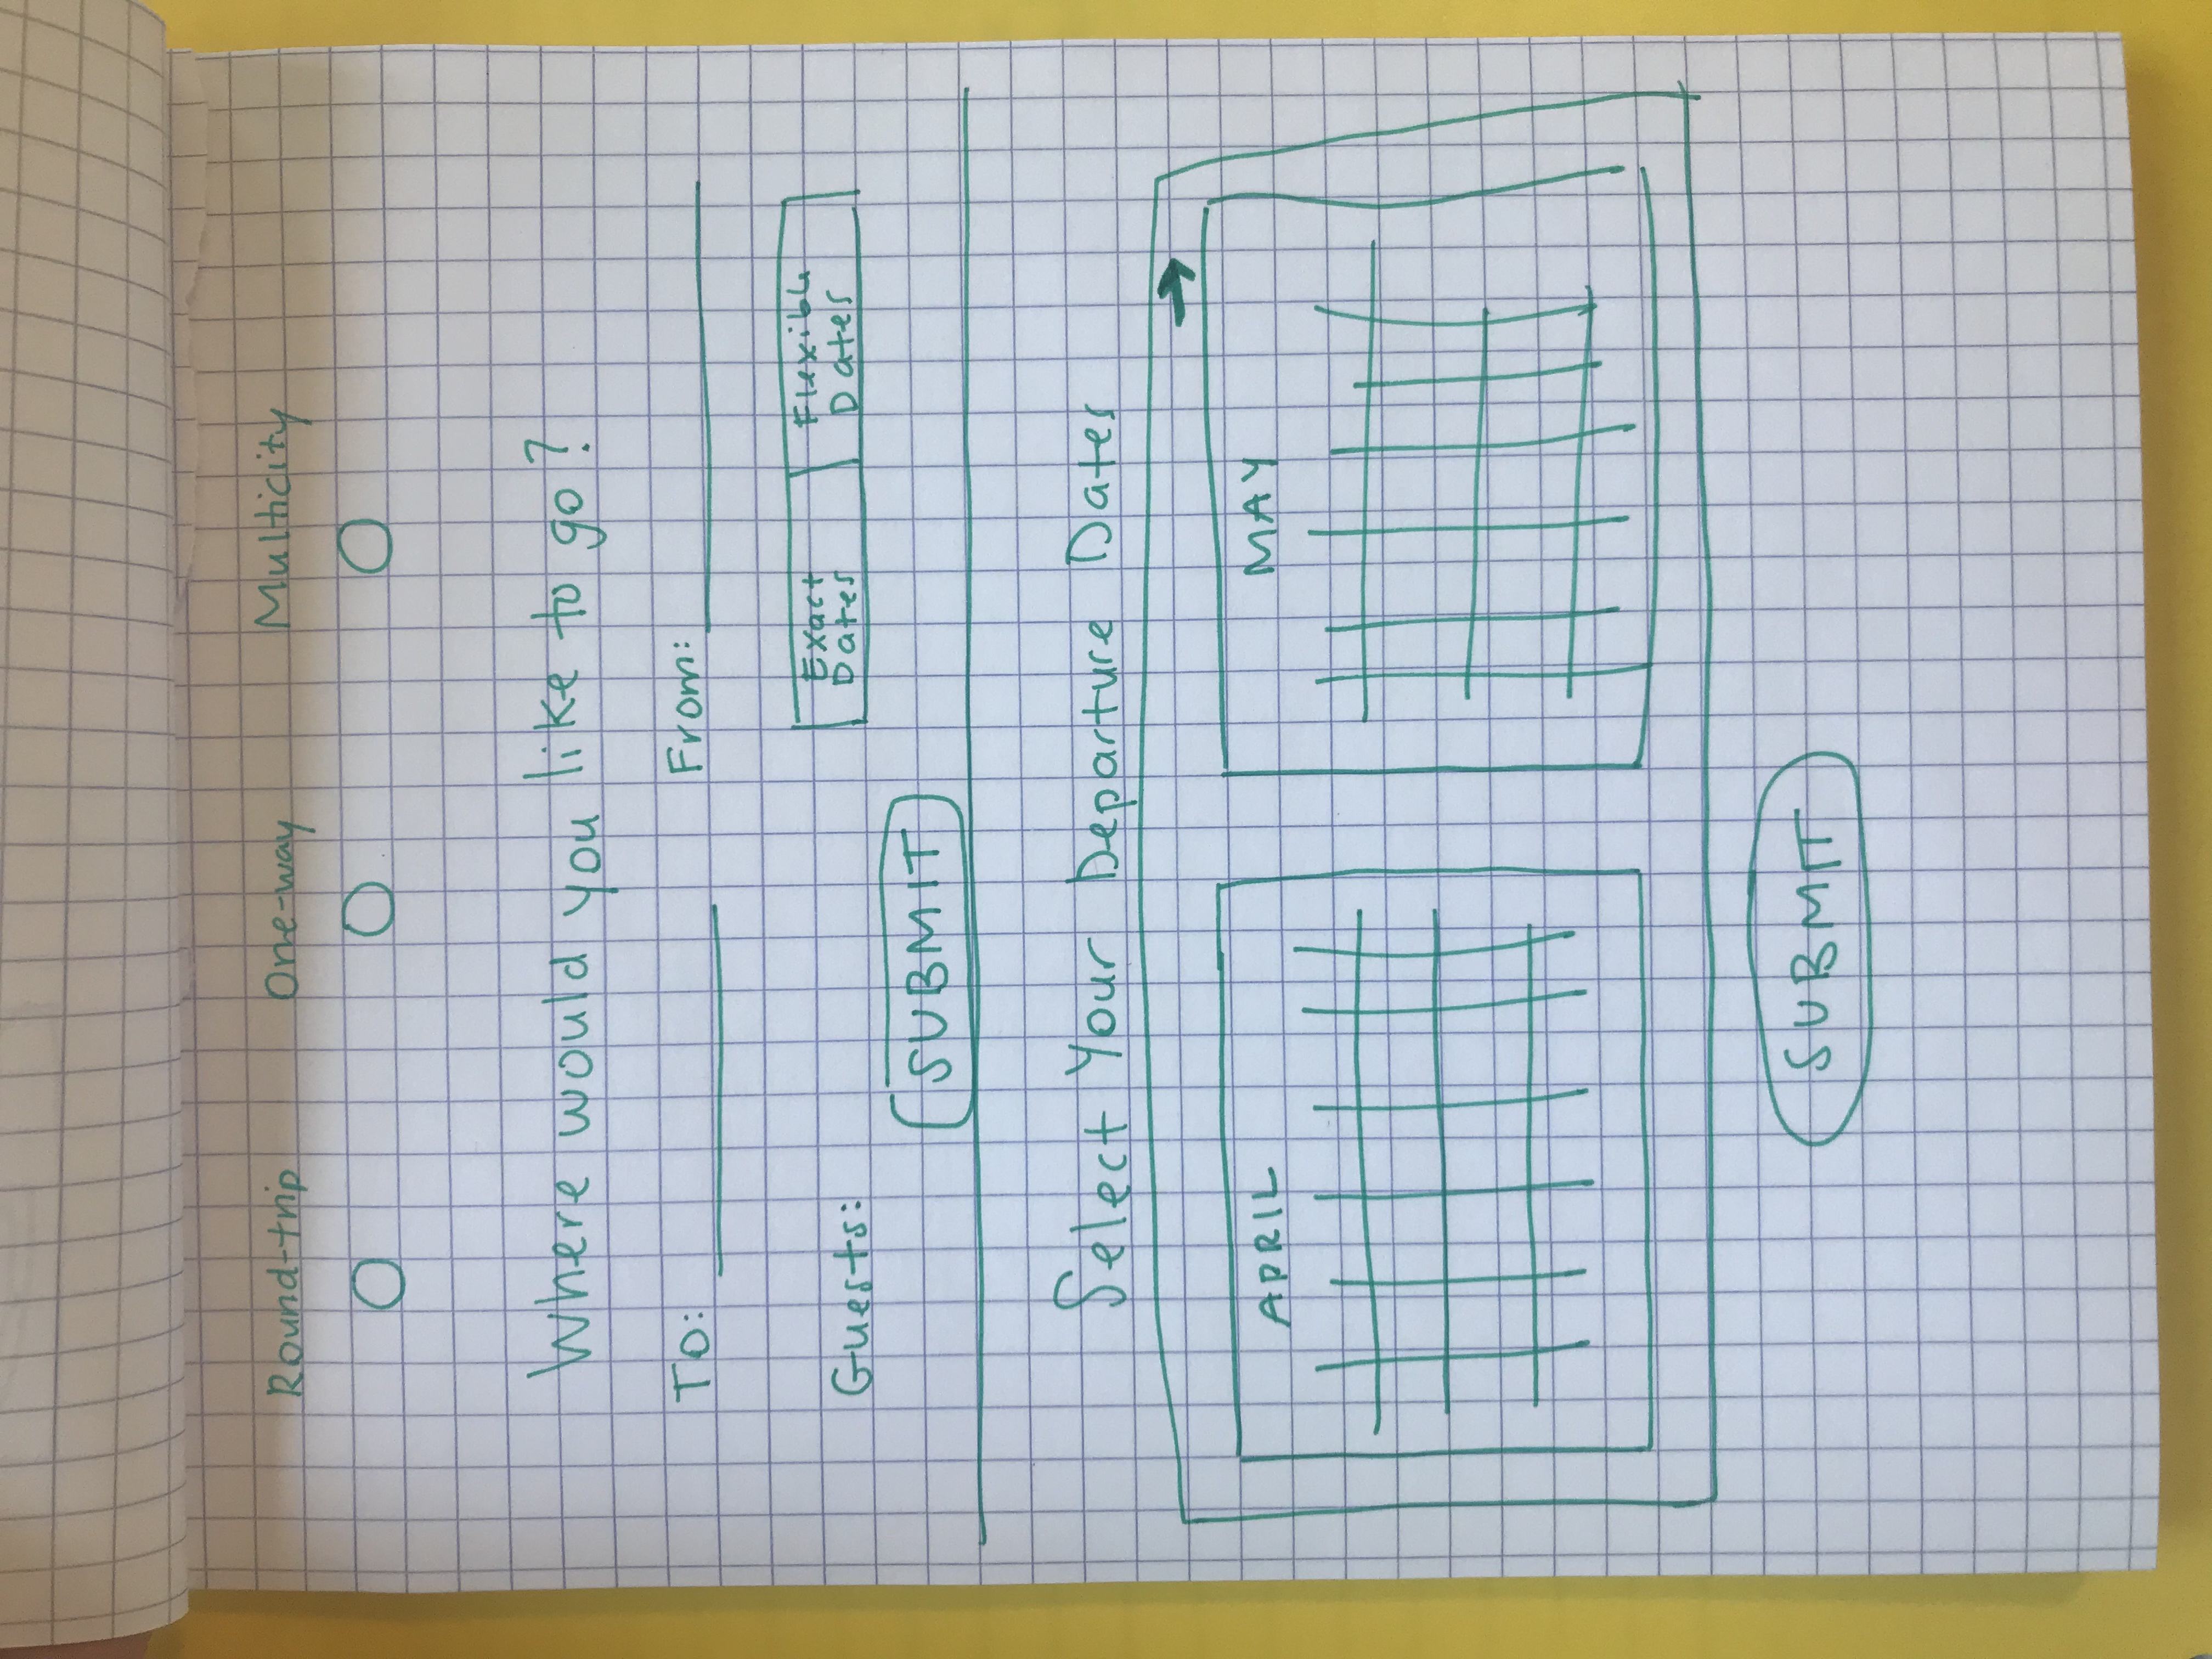 Round-trip One-way Multicity
Where would you like to go?
To: From:
Exact Flexible
Dates Dates
Guests:
SUBMIT
Select Your Departure Dates
APRIL MAY
SUBMIT